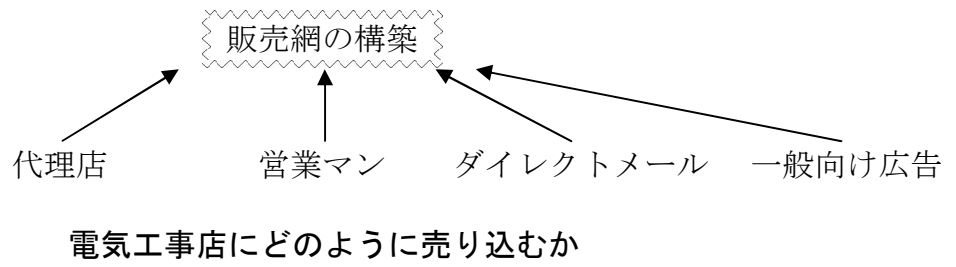 販売網の構築
代理店 営業マン ダイレクトメール 一般向け広告
電気工事店にどのように売り込むか